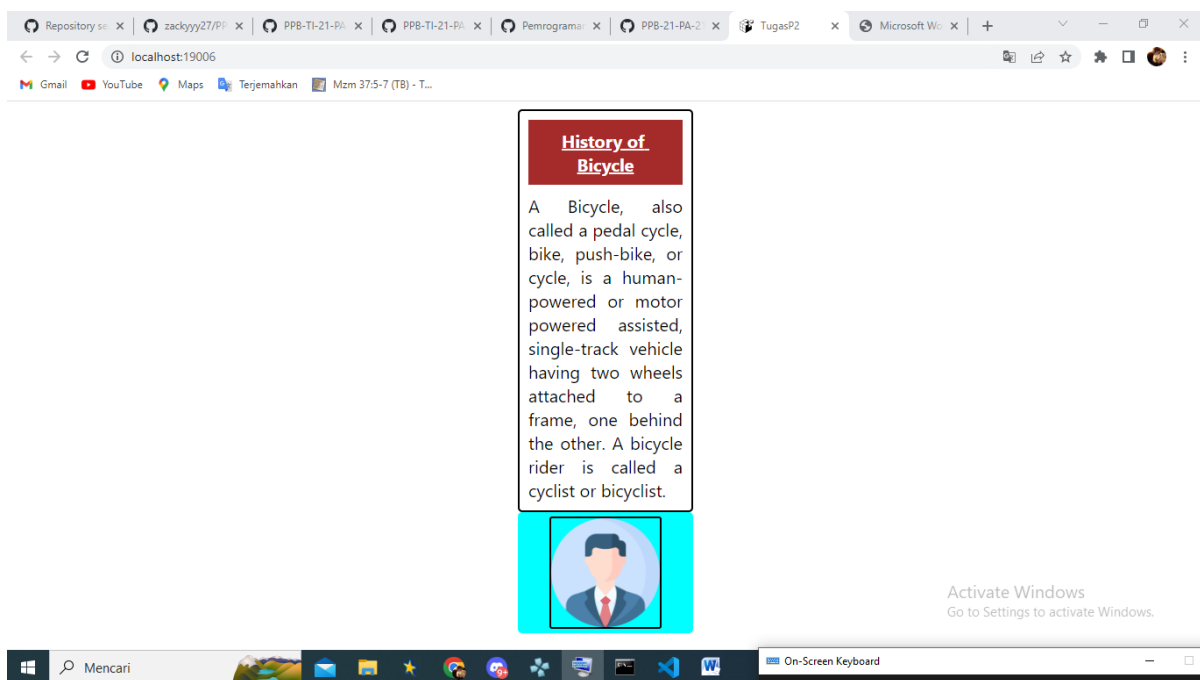 Repository se
zackyyy27/PP
PPB-TI-21-PA
PPB-TI-21-PA
Pemrograman
PPB-21-PA-2
TugasP2
Microsoft Wo
localhost:19006
Gmail
YouTube
Maps
Terjemahkan
Mzm 37:5-7 (TB) - T...
History of
Bicycle
A Bicycle, also
called a pedal cycle,
bike, push-bike, or
cycle, is a human-
powered or motor
powered assisted,
single-track vehicle
having two wheels
attached to a
frame, one behind
the other. A bicycle
rider is called a
cyclist or bicyclist.
Activate Windows
Go to Settings to activate Windows.
Mencari
On-Screen Keyboard